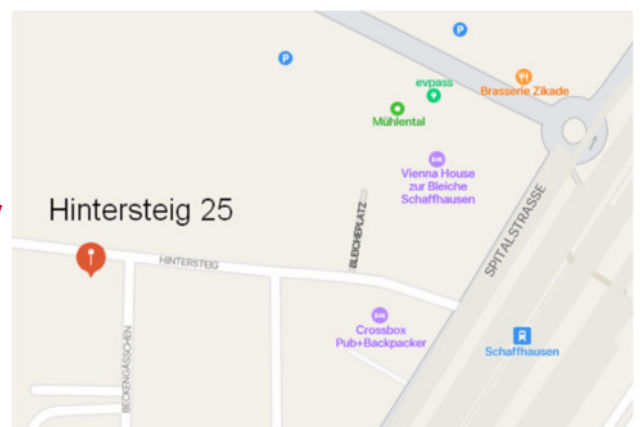 P
P
evpass
Brasserie Zikade
Mühlental
Vienna House
zur Bleiche
Schaffhausen
Hintersteig 25
BLEICHEPLATZ
SPITALSTRASSE
HINTERSTEIG
Crossbox
Pub+Backpacker
Schaffhausen
BECKENGÄSSCHEN